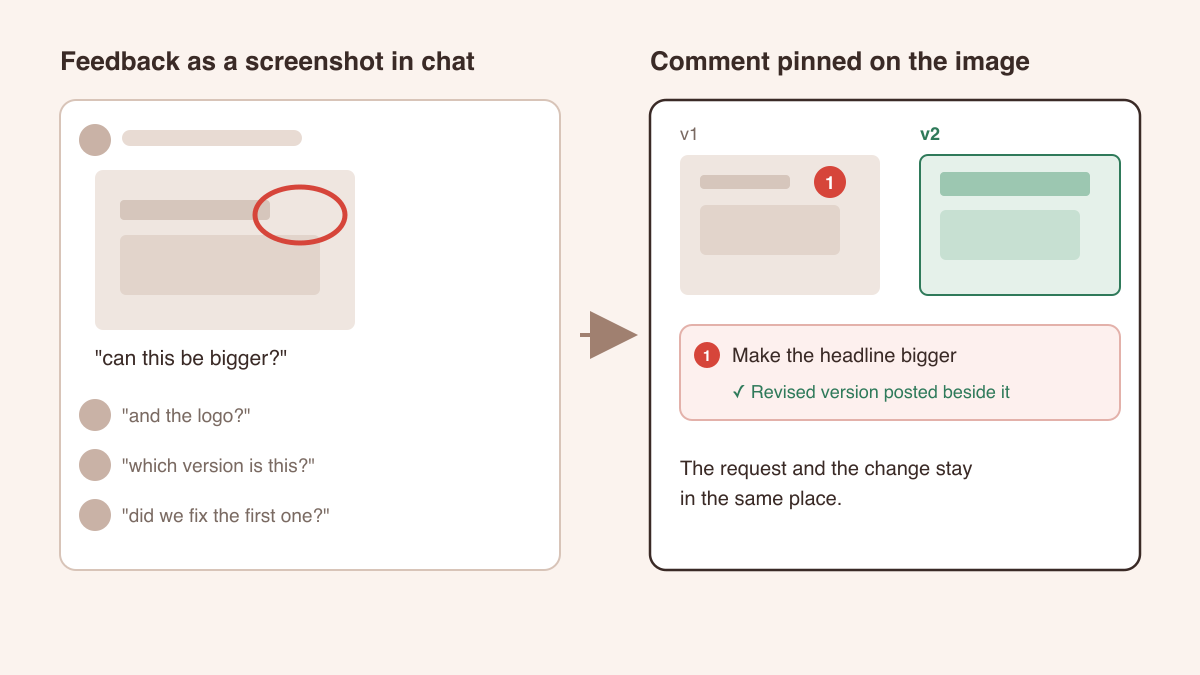 Feedback as a screenshot in chat
"can this be bigger?"
"and the logo?"
"which version is this?"
"did we fix the first one?"
Comment pinned on the image
v1
v2
1
1 Make the headline bigger
✓ Revised version posted beside it
The request and the change stay
in the same place.